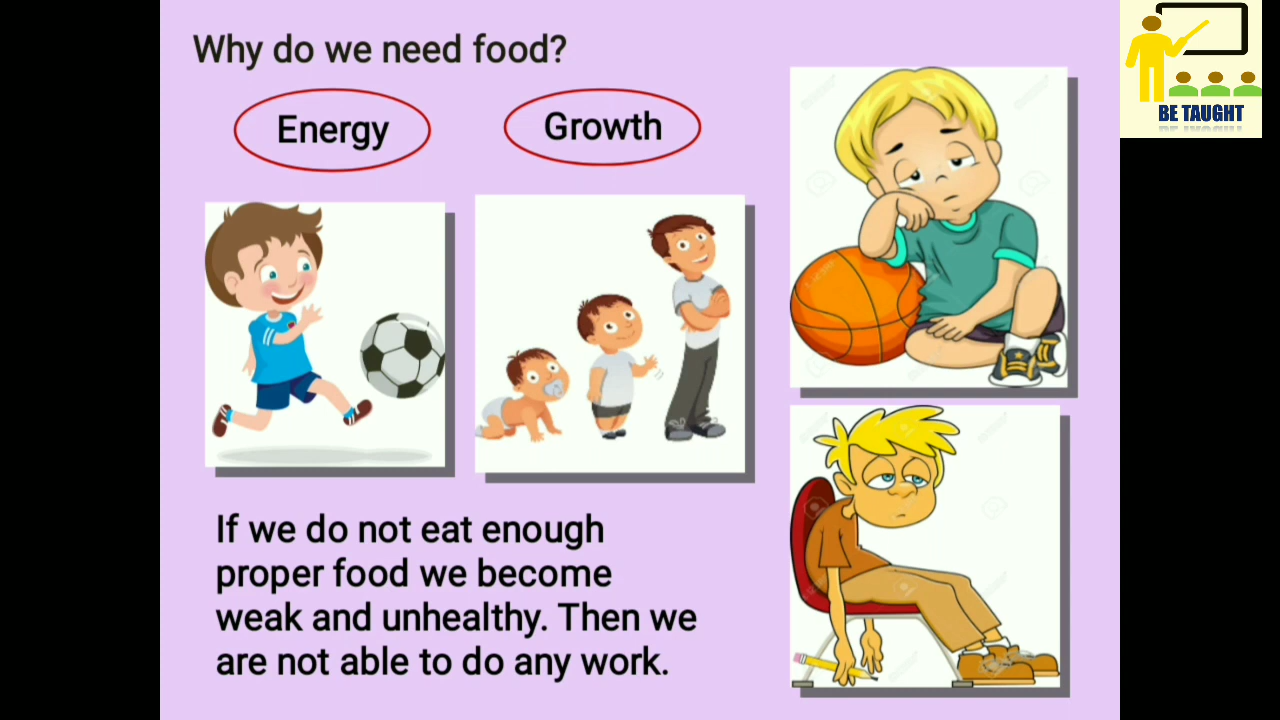 Why do we need food?
Energy
Growth
If we do not eat enough
proper food we become
weak and unhealthy. Then we
are not able to do any work.
BE TAUGHT